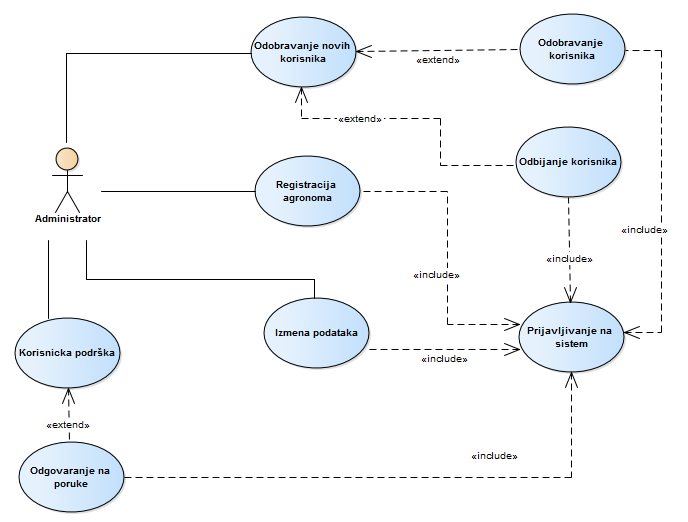 Odobravanje novih
korisnika
Odobravanje
korisnika
«extend»
«extend»
Odbijanje korisnika
Registracija
agronoma
Administrator
«include»
«include»
«include»
Korisnicka podrška
Izmena podataka
Prijavljivanje na
sistem
«include»
«extend»
Odgovaranje na
poruke
«include»